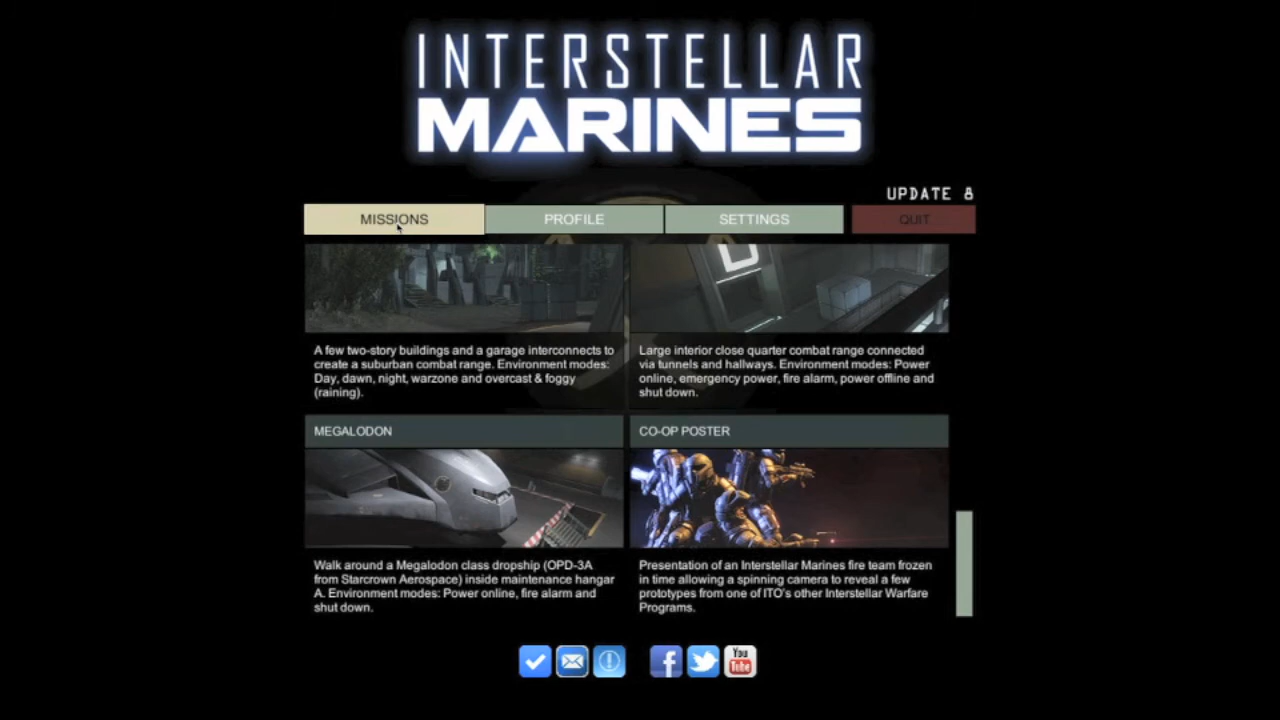 INTERSTELLAR
MARINES
UPDATE 8
MISSIONS
PROFILE
SETTINGS
QUIT
D
A few two-story buildings and a garage interconnects to
create a suburban combat range. Environment modes:
Day, dawn, night, warzone and overcast & foggy
(raining).
Large interior close quarter combat range connected
via tunnels and hallways. Environment modes: Power
online, emergency power, fire alarm, power offline and
shut down.
MEGALODON
CO-OP POSTER
Walk around a Megalodon class dropship (OPD-3A
from Starcrown Aerospace) inside maintenance hangar
A. Environment modes: Power online, fire alarm and
shut down.
Presentation of an Interstellar Marines fire team frozen
in time allowing a spinning camera to reveal a few
prototypes from one of ITO's other Interstellar Warfare
Programs.
f
You
Tube